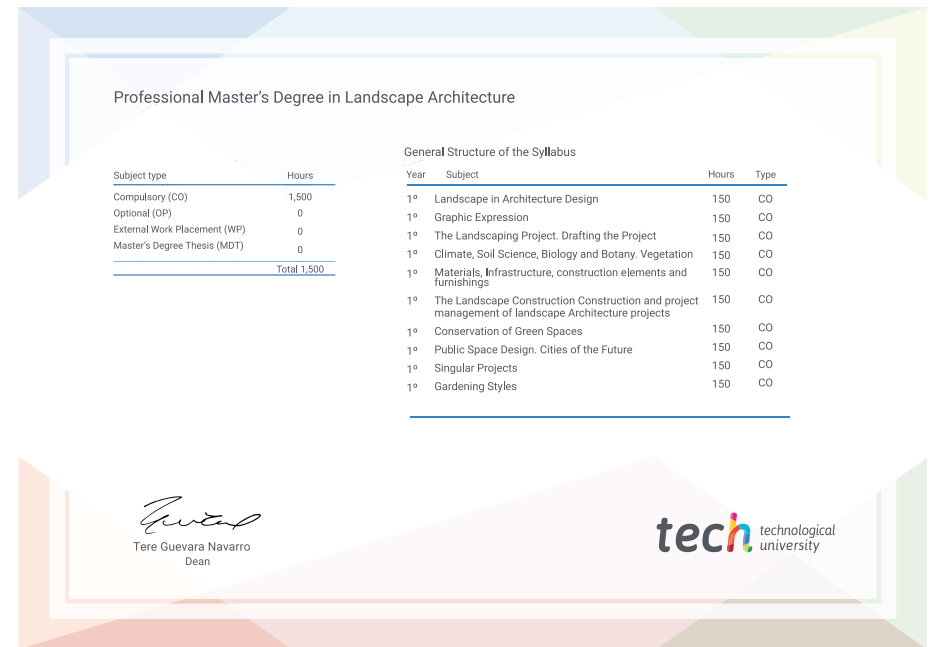 Professional Master's Degree in Landscape Architecture
Subject type Hours
Compulsory (CO) 1,500
Optional (OP) 0
External Work Placement (WP) 0
Master's Degree Thesis (MDT) 0
Total 1,500
General Structure of the Syllabus
Year Subject Hours Type
1º Landscape in Architecture Design 150 CO
1º Graphic Expression 150 CO
1º The Landscaping Project. Drafting the Project 150 CO
1º Climate, Soil Science, Biology and Botany. Vegetation 150 CO
1º Materials, Infrastructure, construction elements and 150 CO
furnishings
1º The Landscape Construction Construction and project 150 CO
management of landscape Architecture projects
1º Conservation of Green Spaces 150 CO
1º Public Space Design. Cities of the Future 150 CO
1º Singular Projects 150 CO
1º Gardening Styles 150 CO
Tere Guevara Navarro
Dean
tech technological
university